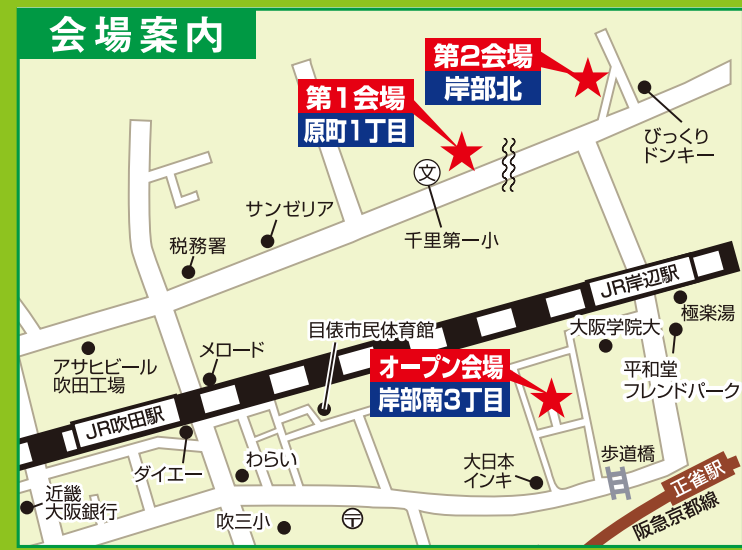 会場案内
第2会場
岸部北
第1会場
原町1丁目
びっくり
ドンキー
文
千里第一小
サンゼリア
税務署
JR岸辺駅
極楽湯
目俵市民体育館
大阪学院大
メロード
アサヒビール
吹田工場
平和堂
フレンドパーク
オープン会場
岸部南3丁目
JR吹田駅
ダイエー
わらい
大日本
インキ
歩道橋
正雀駅
阪急京都線
近畿
大阪銀行
吹三小
〒